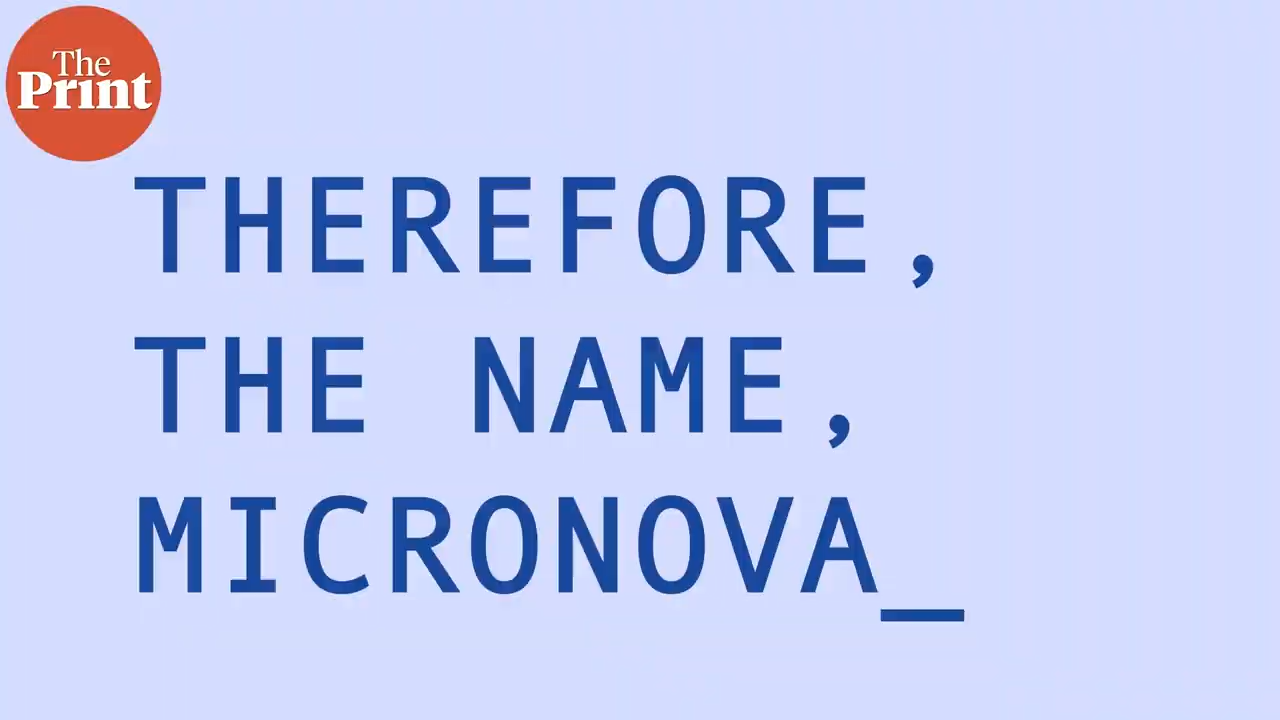 The
Print
THEREFORE,
THE NAME,
MICRONOVA_